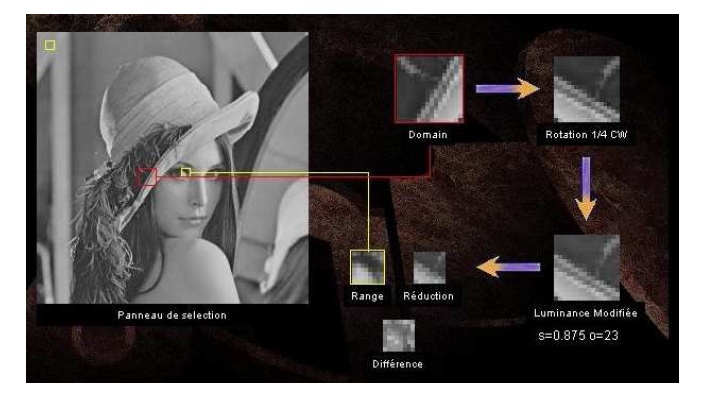 Domain
Rotation 1/4 CW
Range
Réduction
Luminance Modifiée
s=0.875 o=23
Panneau de selection
Différence